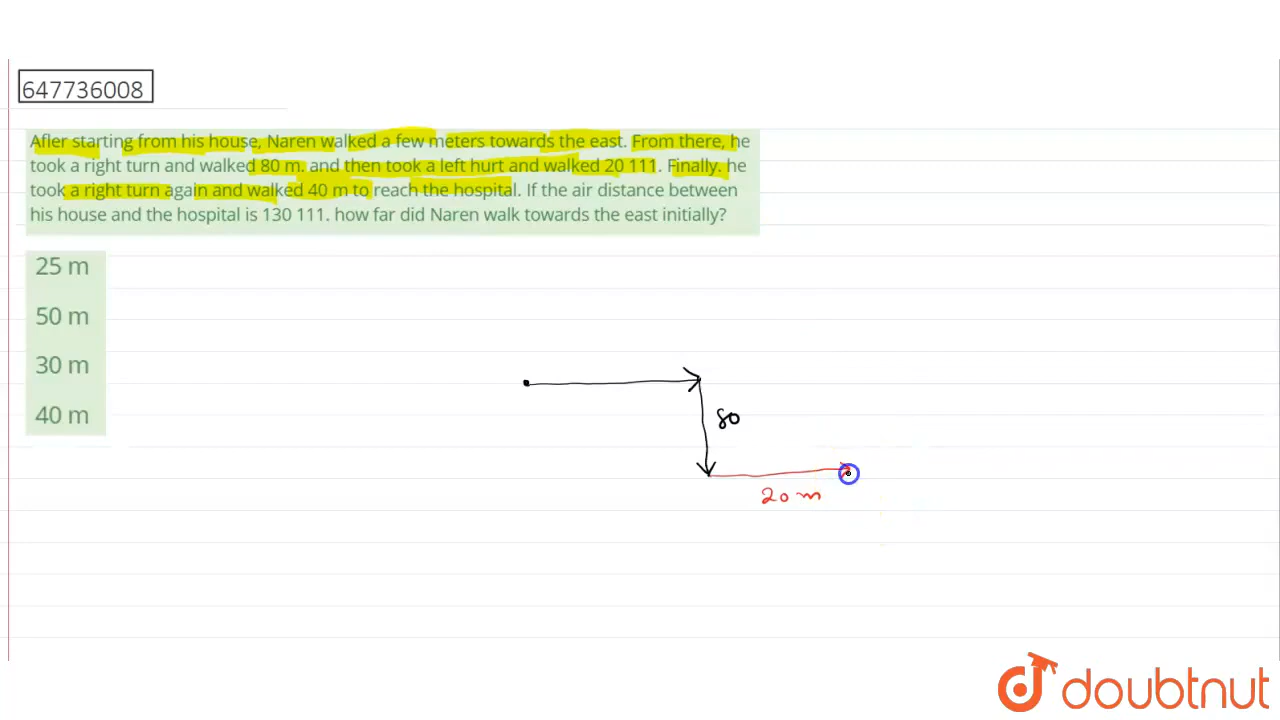 647736008
Afler starting from his house, Naren walked a few meters towards the east. From there, he
took a right turn and walked 80 m. and then took a left hurt and walked 20 111. Finally. he
took a right turn again and walked 40 m to reach the hospital. If the air distance between
his house and the hospital is 130 111. how far did Naren walk towards the east initially?
25 m
50 m
30 m
40 m
80
20 m
doubtnut